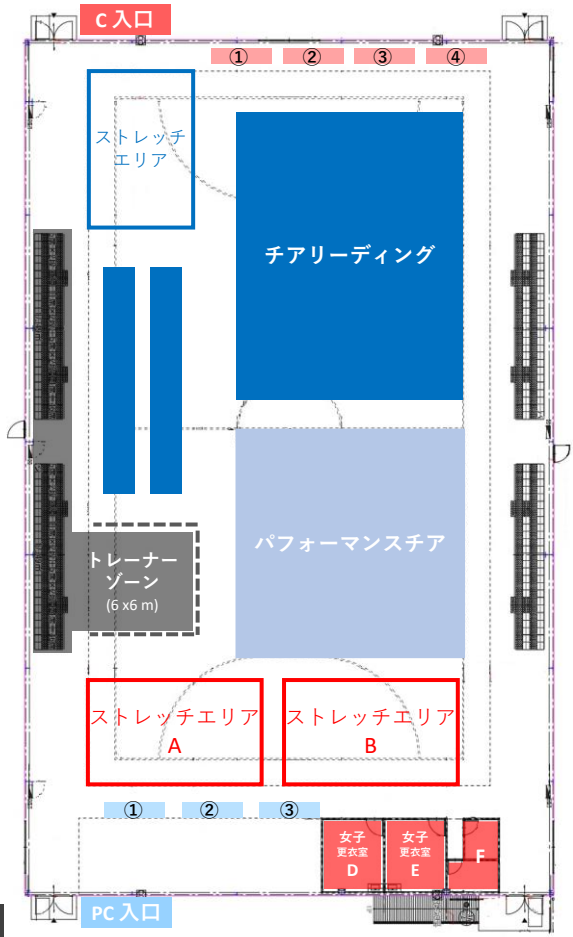 C 入口
① ② ③ ④
ストレッチ
エリア
チアリーディング
パフォーマンスチア
トレーナー
ゾーン
(6 x6 m)
ストレッチエリア
A
ストレッチエリア
B
① ② ③
女子
更衣室
D
女子
更衣室
E
F
PC 入口